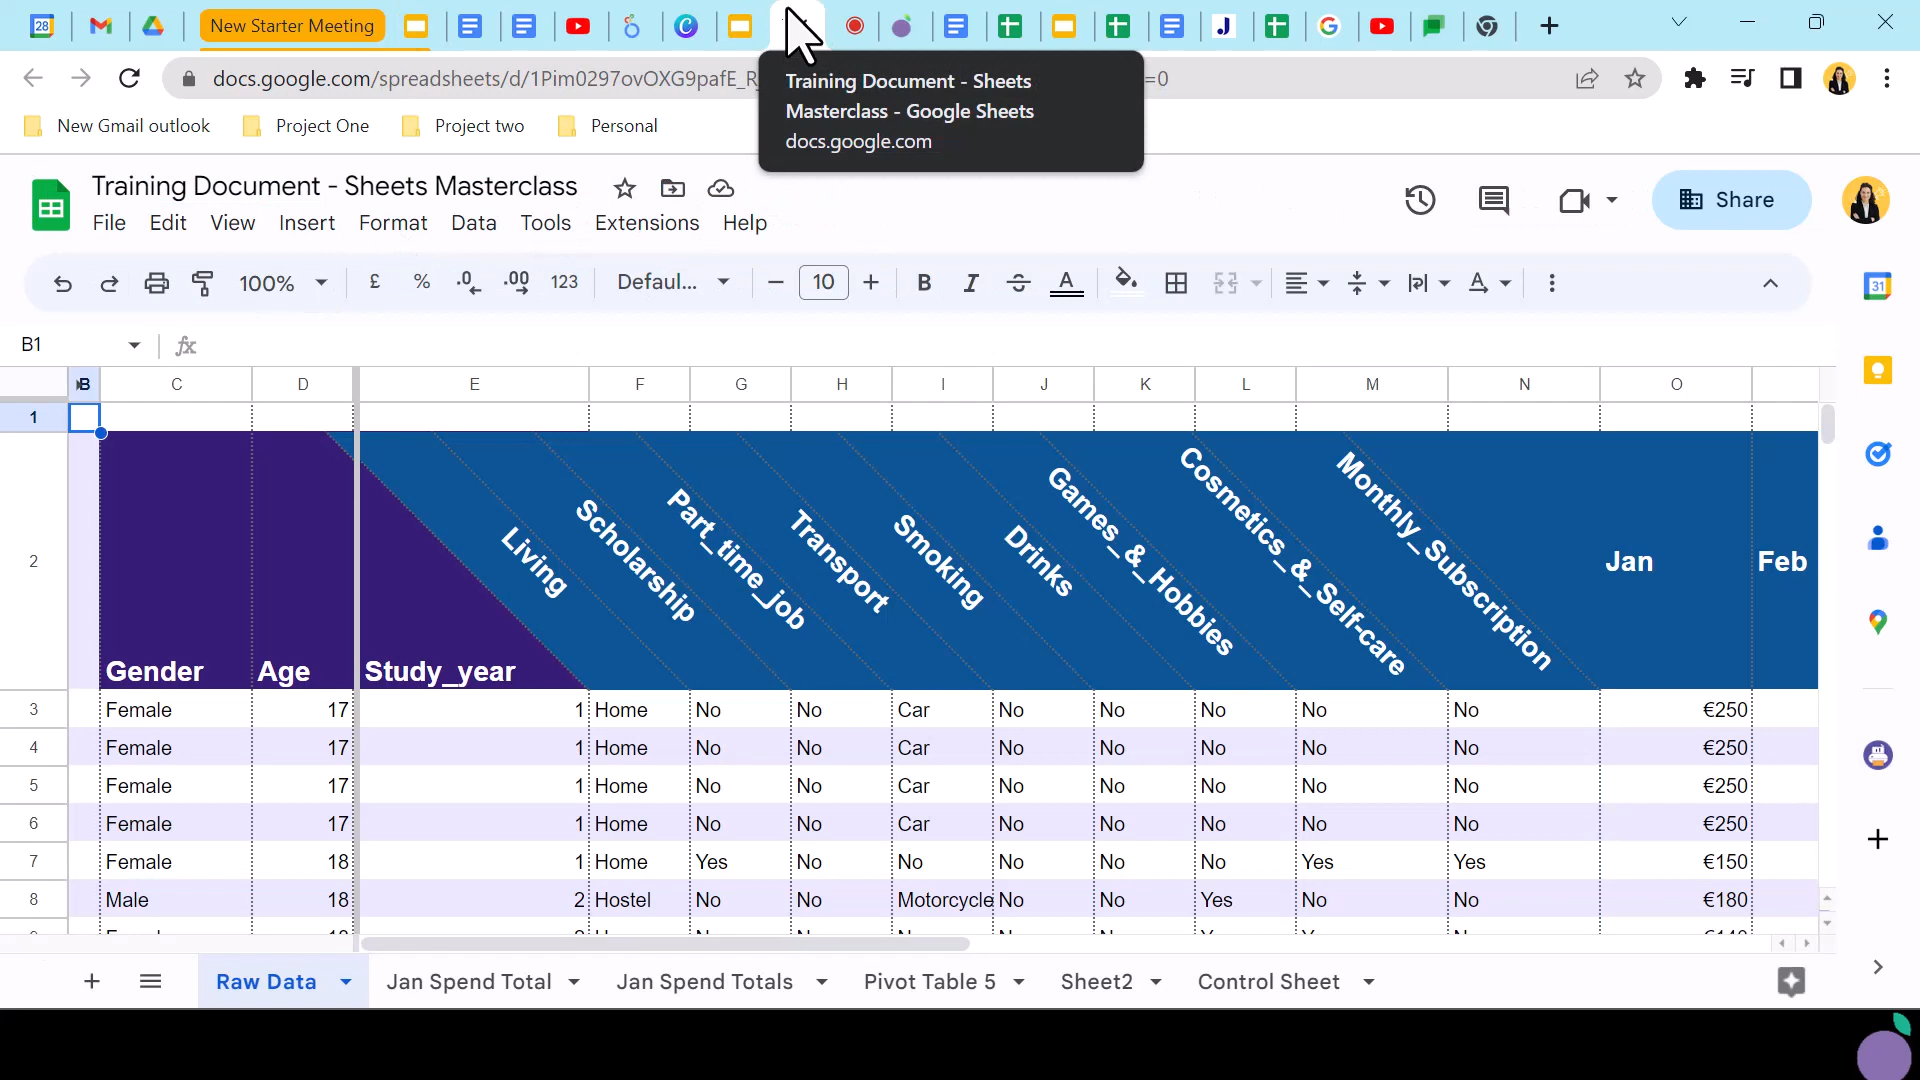 28 New Starter Meeting
docs.google.com/spreadsheets/d/1Pim0297ovOXG9pafE_R =0
Training Document - Sheets
Masterclass - Google Sheets
docs.google.com
New Gmail outlook Project One Project two Personal
Training Document - Sheets Masterclass
Share
File Edit View Insert Format Data Tools Extensions Help
100% £ % .0 .00 123 Defaul... 10 B I S A A
31
B1 fx
B C D E F G H I J K L M N O
1
2 Gender Age Study_year Living Scholarship Part_time_job Transport Smoking Drinks Games_&_Hobbies Cosmetics_&_Self-care Monthly_Subscription Jan Feb
3 Female 17 1 Home No No Car No No No No No €250
4 Female 17 1 Home No No Car No No No No No €250
5 Female 17 1 Home No No Car No No No No No €250
6 Female 17 1 Home No No Car No No No No No €250
7 Female 18 1 Home Yes No No No No No Yes Yes €150
8 Male 18 2 Hostel No No Motorcycle No No Yes No No €180
Raw Data Jan Spend Total Jan Spend Totals Pivot Table 5 Sheet2 Control Sheet